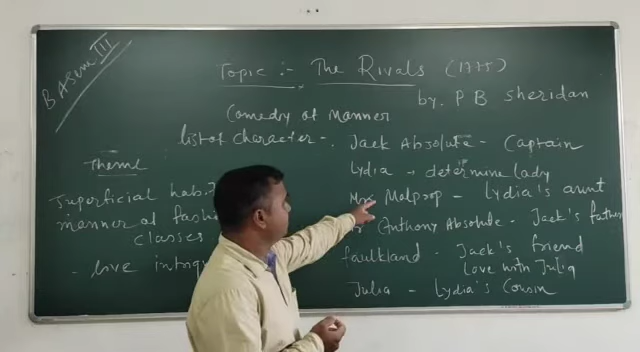 BA Sem III
Topic :- The Rivals (1775)
by. P B Sheridan
Comedy of Manner
list of character -
Jack Absolute - Captain
Lydia → determine lady
Mrs Malprop - Lydia's aunt
Anthony Absolute - Jack's father
faulkland - Jack's friend
Love with Julia
Julia - Lydia's Cousin
Theme
Superficial
manner of
classes
- love